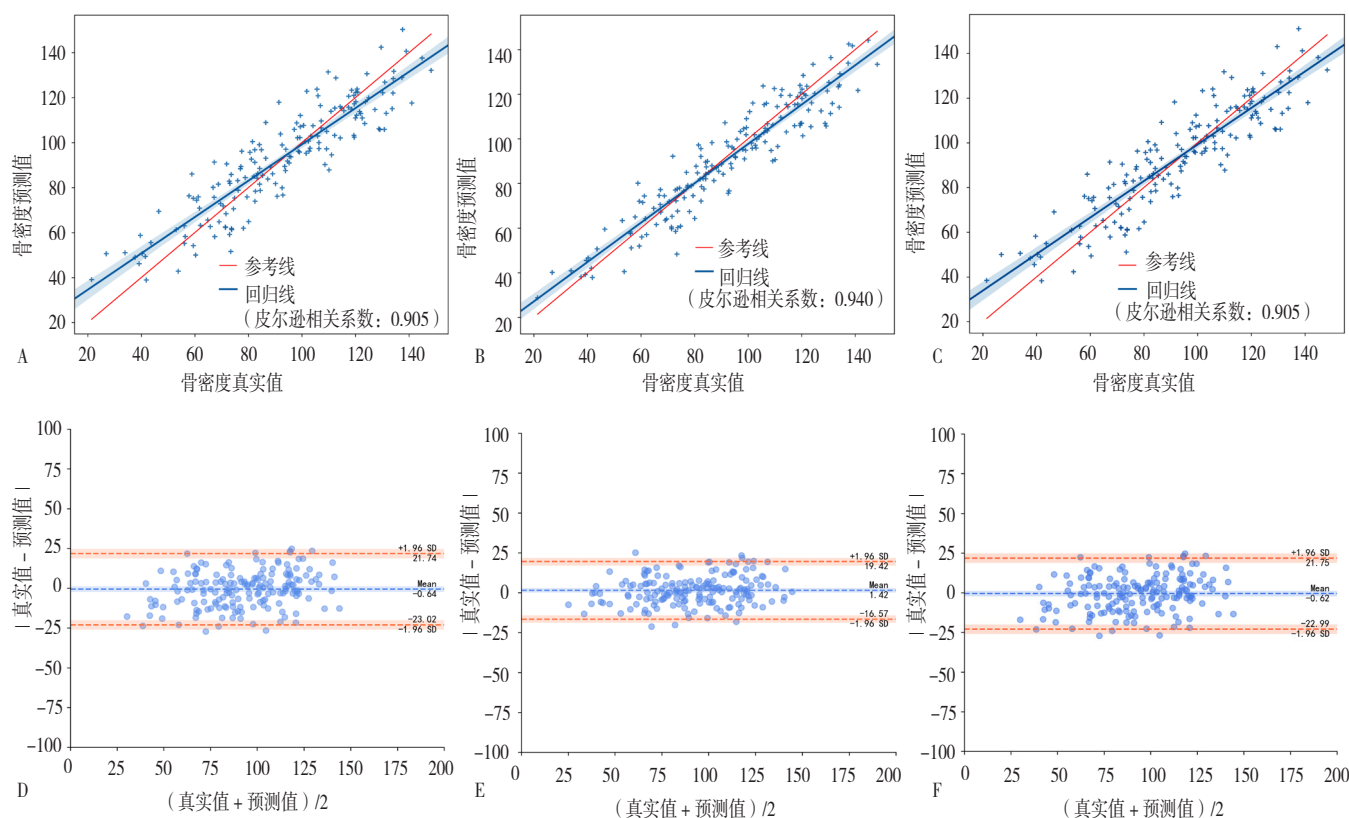 140
120
100
80
60
40
20
骨密度预测值
参考线
回归线
（皮尔逊相关系数：0.905）
A
20 40 60 80 100 120 140
骨密度真实值
140
120
100
80
60
40
20
骨密度预测值
参考线
回归线
（皮尔逊相关系数：0.940）
B
20 40 60 80 100 120 140
骨密度真实值
140
120
100
80
60
40
20
骨密度预测值
参考线
回归线
（皮尔逊相关系数：0.905）
C
20 40 60 80 100 120 140
骨密度真实值
100
75
50
25
0
−25
−50
−75
−100
| 真实值－预测值 |
+1.96 SD
21.74
Mean
−0.64
−23.02
−1.96 SD
0 25 50 75 100 125 150 175 200
D
（真实值＋预测值）/2
100
75
50
25
0
−25
−50
−75
−100
| 真实值－预测值 |
+1.96 SD
19.42
Mean
1.42
−16.57
−1.96 SD
0 25 50 75 100 125 150 175 200
E
（真实值＋预测值）/2
100
75
50
25
0
−25
−50
−75
−100
| 真实值－预测值 |
+1.96 SD
21.75
Mean
−0.62
−22.99
−1.96 SD
0 25 50 75 100 125 150 175 200
F
（真实值＋预测值）/2